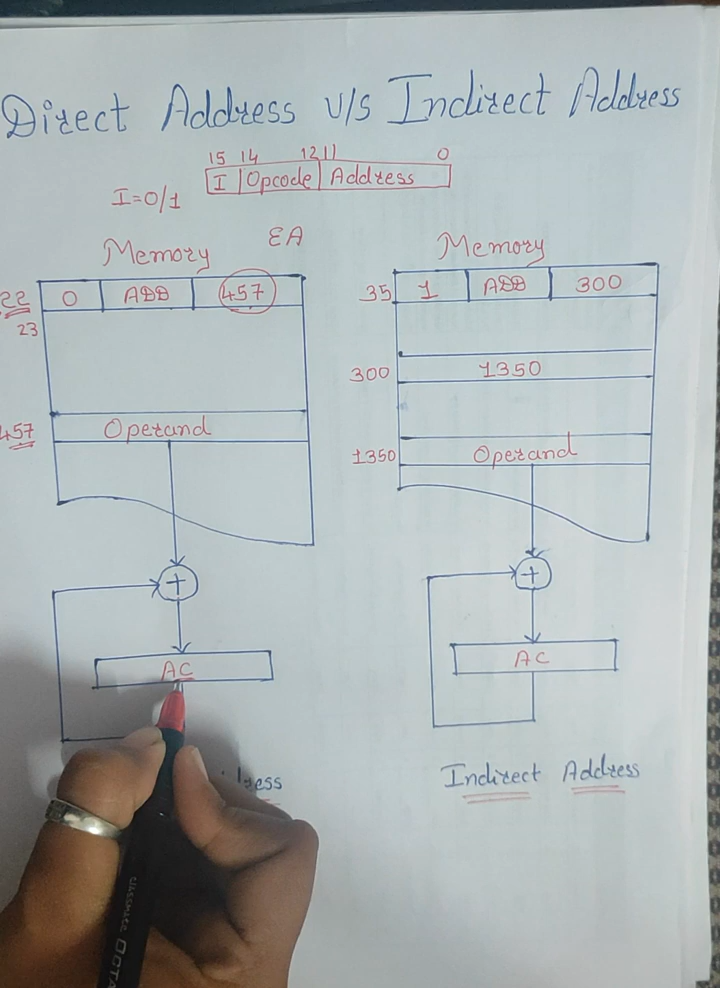 Direct Address v/s Indirect Address
15 14 12 11 0
I Opcode Address
I=0/1
EA
Memory
22 0 ADD 457
23
457 Operand
+
AC
Memory
35 1 ADD 300
300 1350
1350 Operand
+
AC
Indirect Address